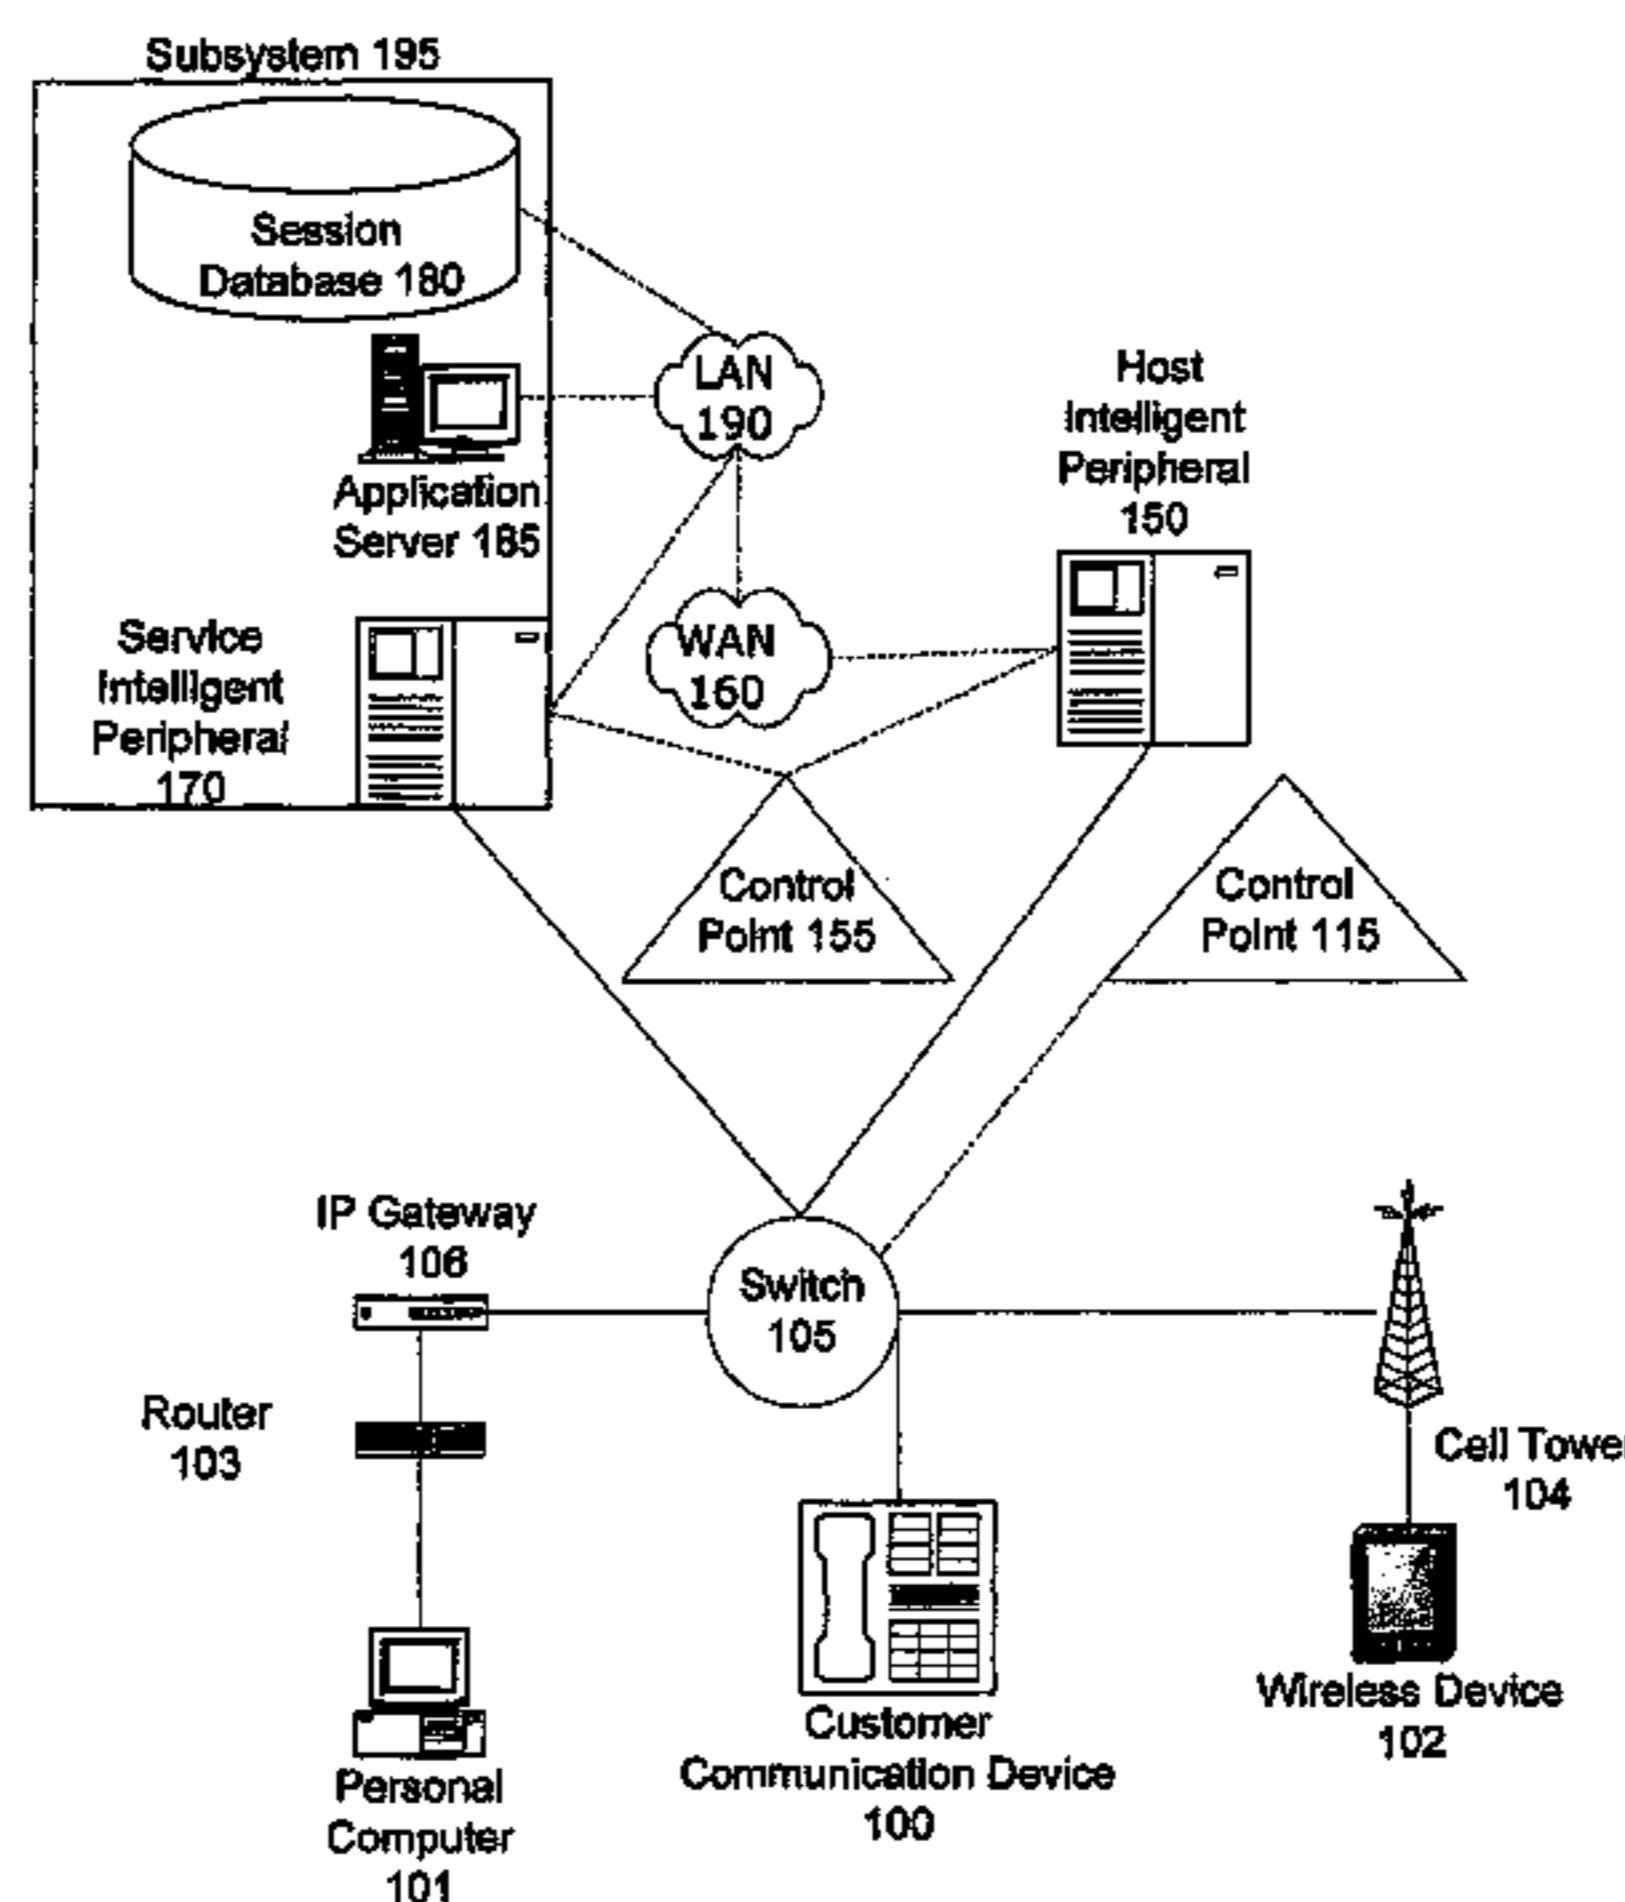 Subsystem 195
Session
Database 180
LAN
190
Host
Intelligent
Peripheral
150
Application
Server 185
Service
Intelligent
Peripheral
170
WAN
160
Control
Point 155
Control
Point 115
IP Gateway
106
Switch
105
Router
103
Cell Tower
104
Wireless Device
102
Customer
Communication Device
100
Personal
Computer
101